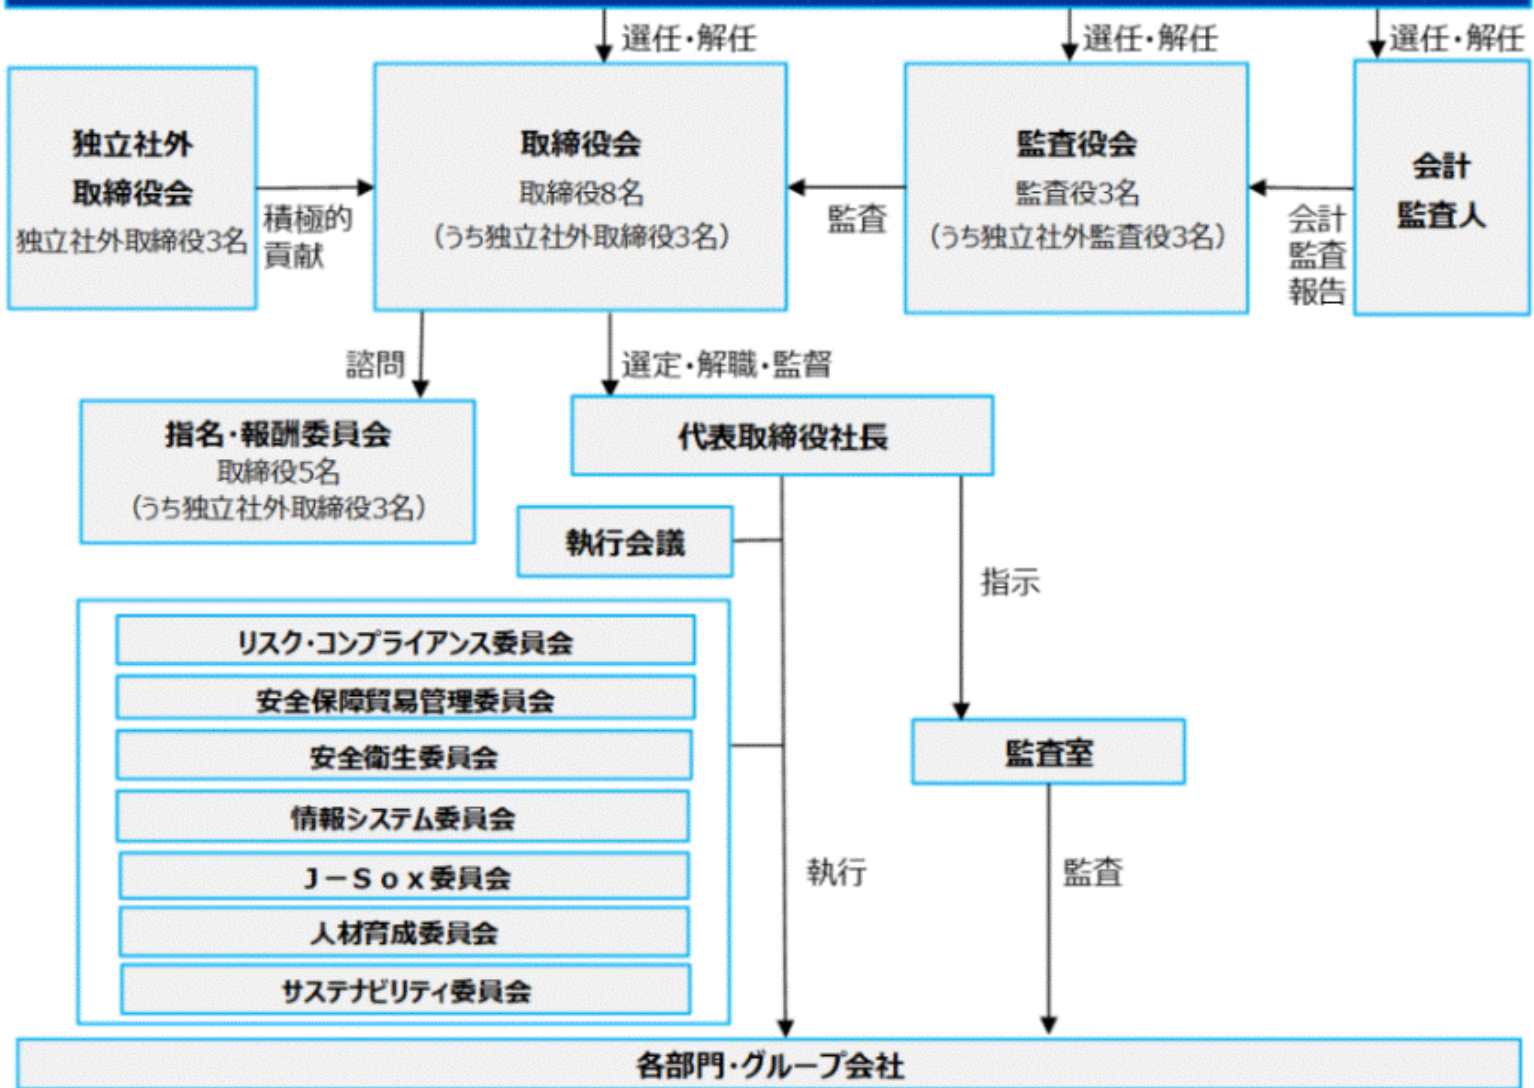 選任・解任
選任・解任
選任・解任
独立社外
取締役会
独立社外取締役3名
積極的
貢献
取締役会
取締役8名
（うち独立社外取締役3名）
監査
監査役会
監査役3名
（うち独立社外監査役3名）
会計
監査
報告
会計
監査人
諮問
選定・解職・監督
指名・報酬委員会
取締役5名
（うち独立社外取締役3名）
代表取締役社長
執行会議
指示
リスク・コンプライアンス委員会
安全保障貿易管理委員会
安全衛生委員会
情報システム委員会
J－Ｓｏｘ委員会
人材育成委員会
サステナビリティ委員会
監査室
執行
監査
各部門・グループ会社